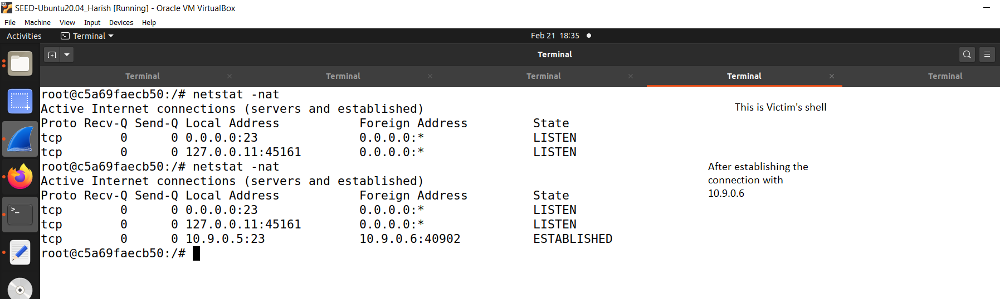 SEED-Ubuntu20.04_Harish [Running] - Oracle VM VirtualBox
File Machine View Input Devices Help
Activities Terminal Feb 21 18:35
Terminal
Terminal Terminal Terminal Terminal Terminal
root@c5a69faecb50:/# netstat -nat
Active Internet connections (servers and established)
This is Victim's shell
Proto Recv-Q Send-Q Local Address Foreign Address State
tcp 0 0 0.0.0.0:23 0.0.0.0:* LISTEN
tcp 0 0 127.0.0.11:45161 0.0.0.0:* LISTEN
root@c5a69faecb50:/# netstat -nat
Active Internet connections (servers and established)
After establishing the
connection with
10.9.0.6
Proto Recv-Q Send-Q Local Address Foreign Address State
tcp 0 0 0.0.0.0:23 0.0.0.0:* LISTEN
tcp 0 0 127.0.0.11:45161 0.0.0.0:* LISTEN
tcp 0 0 10.9.0.5:23 10.9.0.6:40902 ESTABLISHED
root@c5a69faecb50:/#